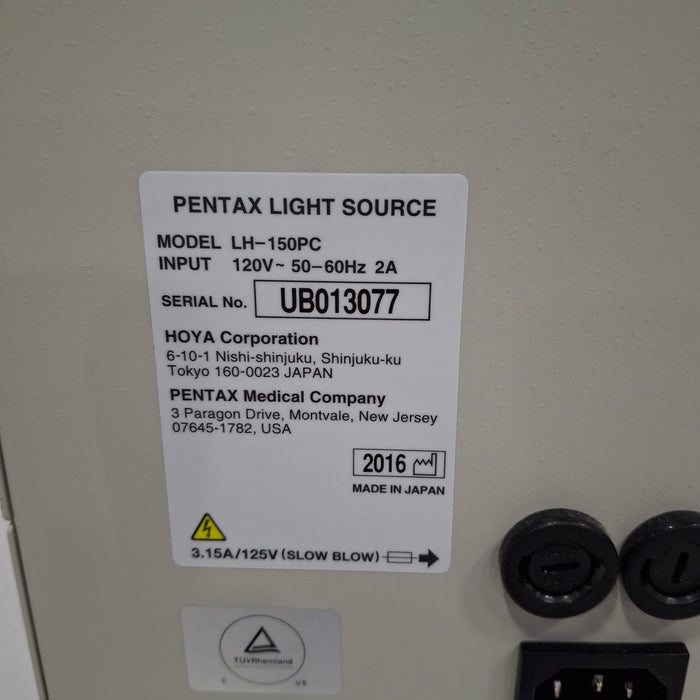 PENTAX LIGHT SOURCE
MODEL LH-150PC
INPUT 120V~ 50-60Hz 2A
SERIAL No. UB013077
HOYA Corporation
6-10-1 Nishi-shinjuku, Shinjuku-ku
Tokyo 160-0023 JAPAN
PENTAX Medical Company
3 Paragon Drive, Montvale, New Jersey
07645-1782, USA
2016
MADE IN JAPAN
3.15A/125V (SLOW BLOW)
TÜVRheinland
C US